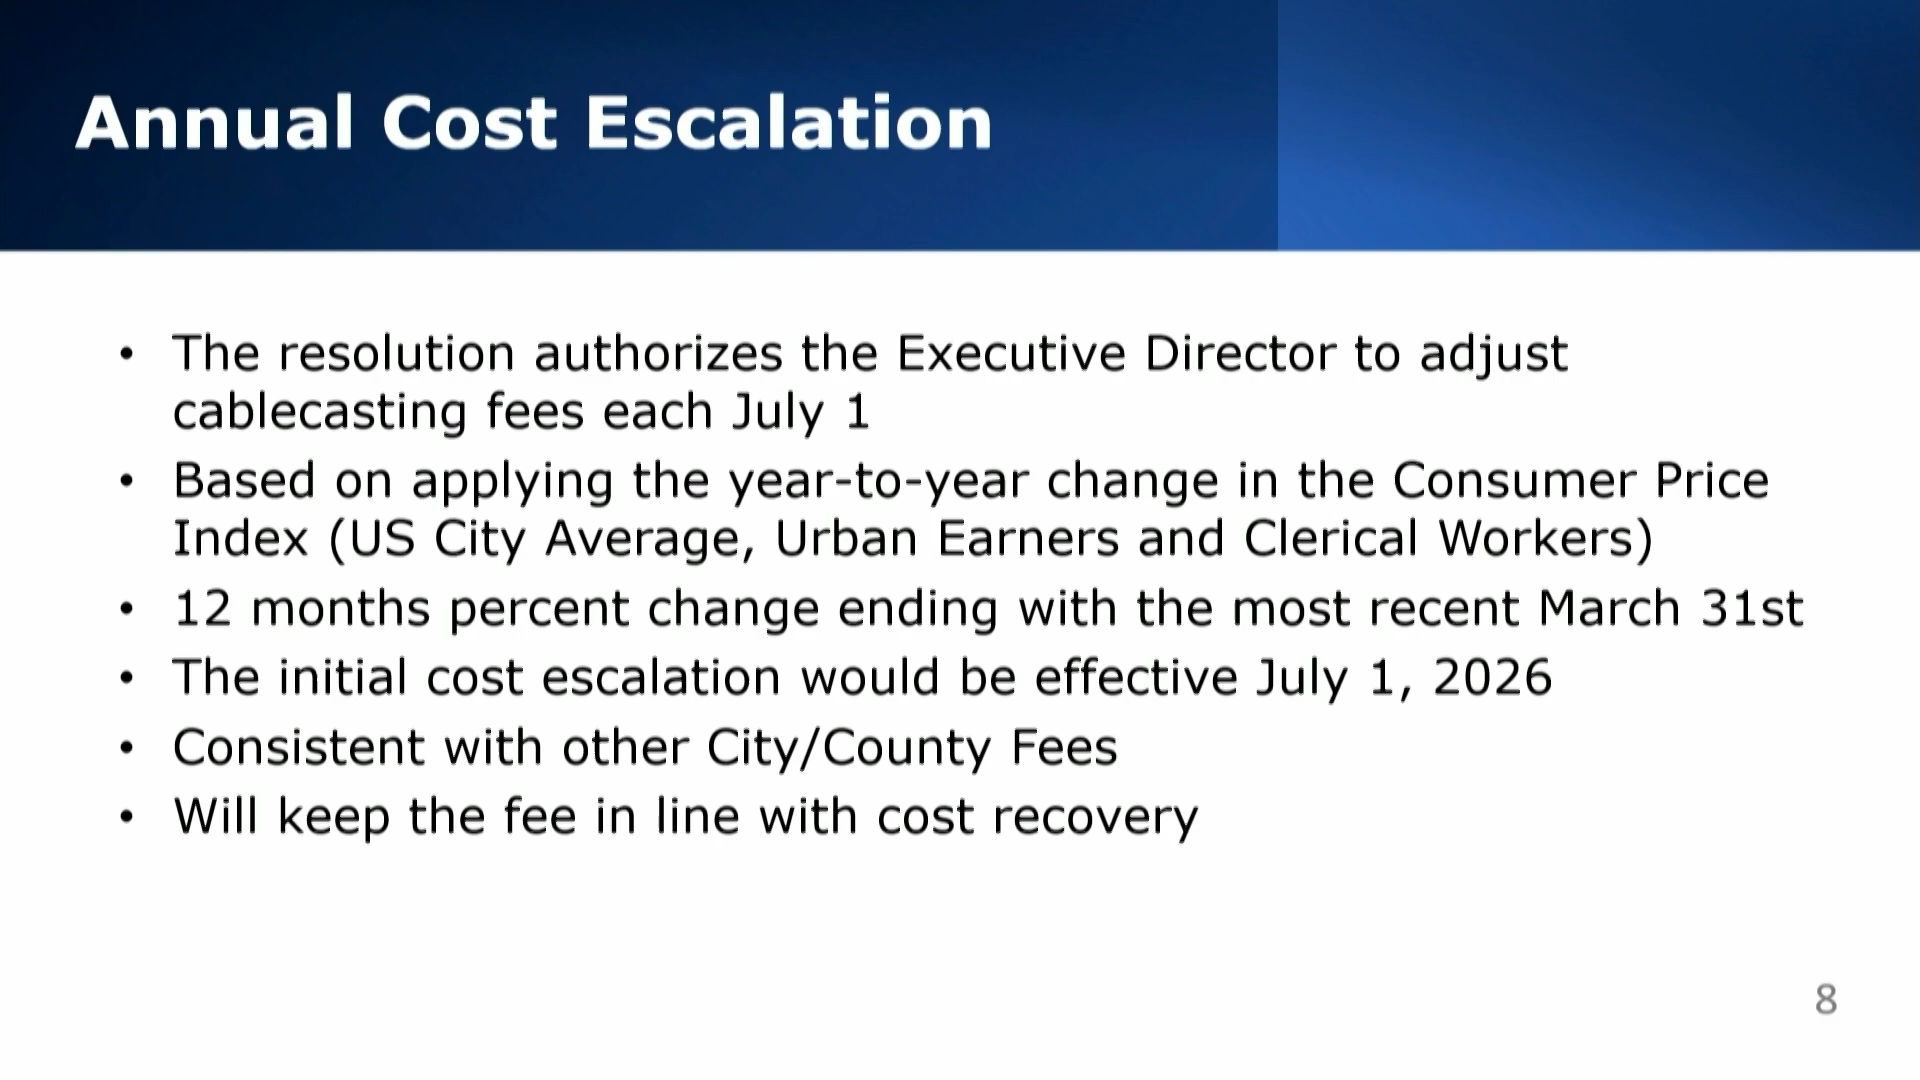 Annual Cost Escalation
• The resolution authorizes the Executive Director to adjust
cablecasting fees each July 1
• Based on applying the year-to-year change in the Consumer Price
Index (US City Average, Urban Earners and Clerical Workers)
• 12 months percent change ending with the most recent March 31st
• The initial cost escalation would be effective July 1, 2026
• Consistent with other City/County Fees
• Will keep the fee in line with cost recovery
8